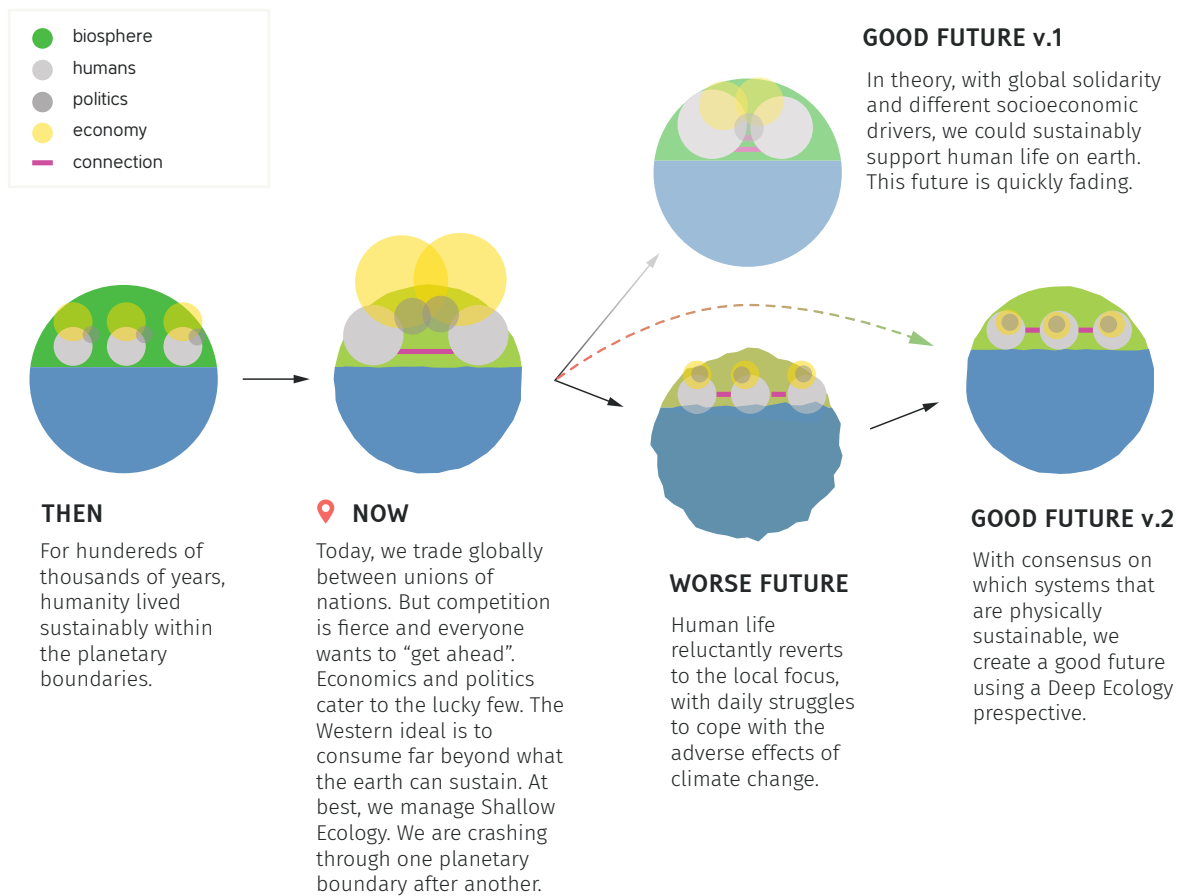 biosphere
humans
politics
economy
connection
GOOD FUTURE v.1
In theory, with global solidarity
and different socioeconomic
drivers, we could sustainably
support human life on earth.
This future is quickly fading.
THEN
For hundereds of
thousands of years,
humanity lived
sustainably within
the planetary
boundaries.
NOW
Today, we trade globally
between unions of
nations. But competition
is fierce and everyone
wants to “get ahead”.
Economics and politics
cater to the lucky few. The
Western ideal is to
consume far beyond what
the earth can sustain. At
best, we manage Shallow
Ecology. We are crashing
through one planetary
boundary after another.
WORSE FUTURE
Human life
reluctantly reverts
to the local focus,
with daily struggles
to cope with the
adverse effects of
climate change.
GOOD FUTURE v.2
With consensus on
which systems that
are physically
sustainable, we
create a good future
using a Deep Ecology
prespective.